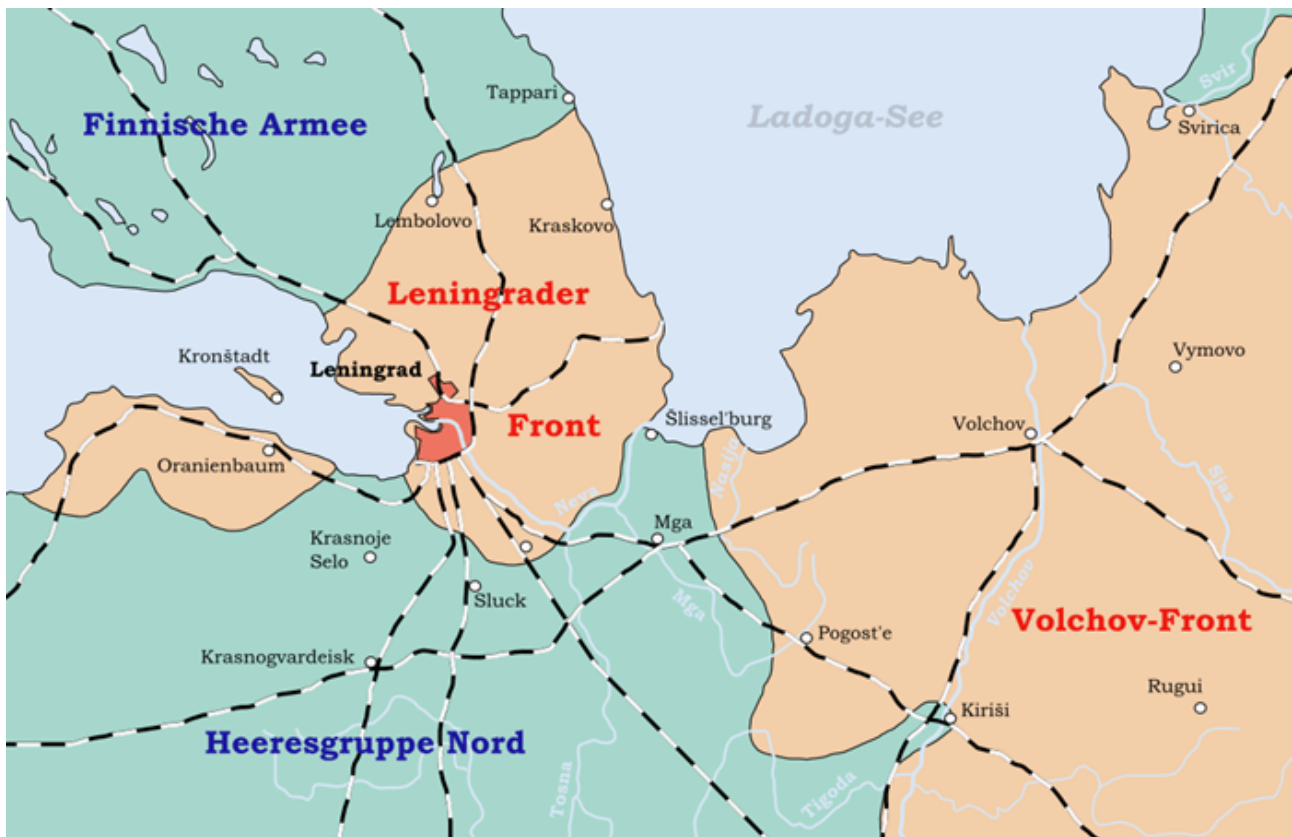 Svir
Tappari
Finnische Armee
Ladoga-See
Svirica
Lembolovo
Kraskovo
Leningrader
Kronštadt
Leningrad
Vymovo
Front
Šlissel'burg
Volchov
Oranienbaum
Nasija
Sjas
Neva
Mga
Krasnoje
Selo
Sluck
Mga
Volchov
Volchov-Front
Pogost'e
Krasnogvardeisk
Rugui
Kiriši
Heeresgruppe Nord
Tosna
Tigoda